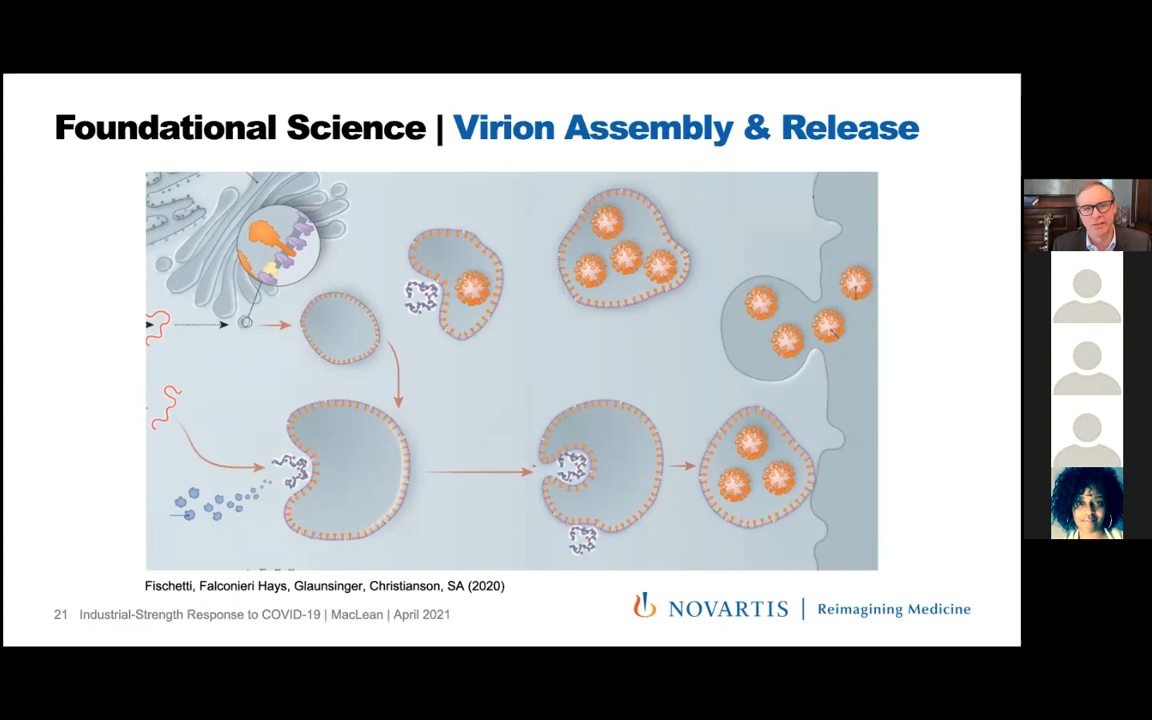 Foundational Science | Virion Assembly & Release
Fischetti, Falconieri Hays, Glaunsinger, Christianson, SA (2020)
21 Industrial-Strength Response to COVID-19 | MacLean | April 2021
NOVARTIS | Reimagining Medicine